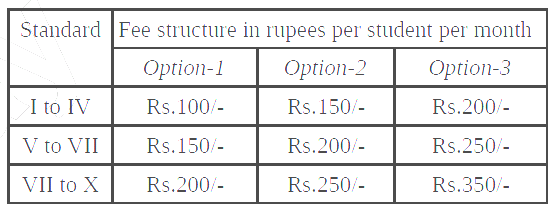 Standard Fee structure in rupees per student per month
Option-1 Option-2 Option-3
I to IV Rs.100/- Rs.150/- Rs.200/-
V to VII Rs.150/- Rs.200/- Rs.250/-
VII to X Rs.200/- Rs.250/- Rs.350/-